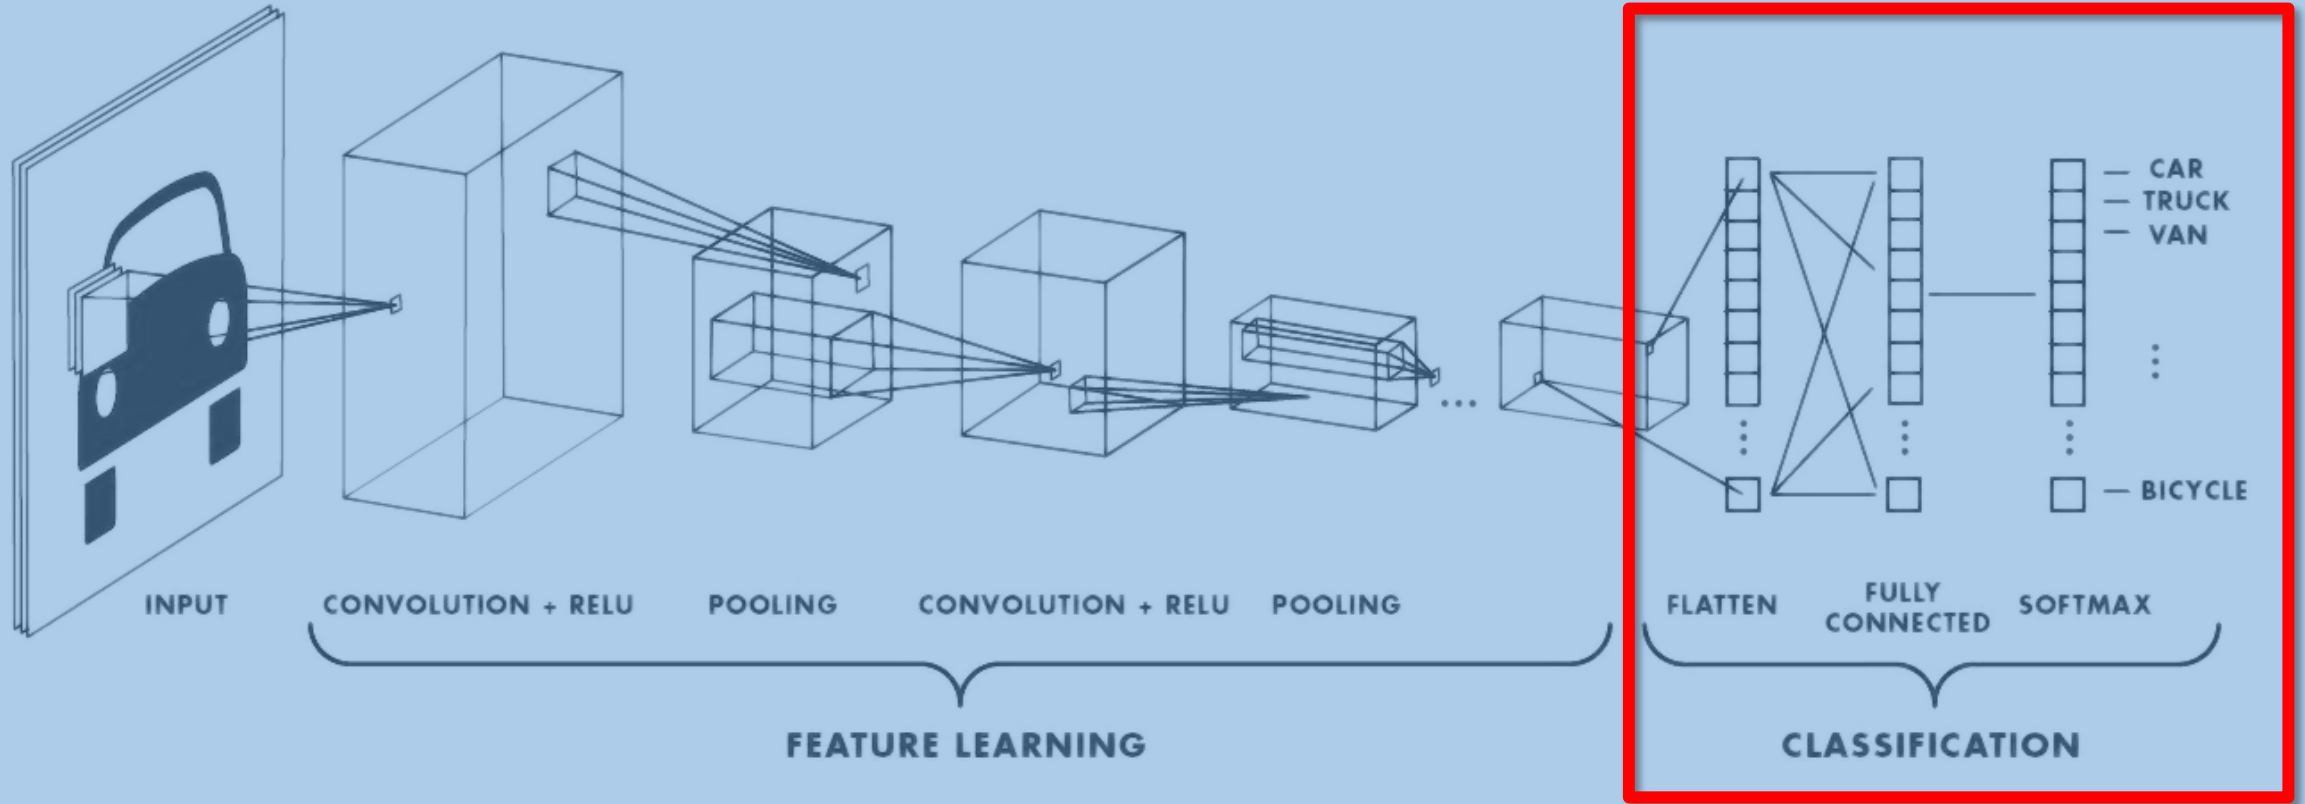 CAR
TRUCK
VAN
BICYCLE
INPUT
CONVOLUTION + RELU
POOLING
CONVOLUTION + RELU
POOLING
FLATTEN
FULLY
CONNECTED
SOFTMAX
FEATURE LEARNING
CLASSIFICATION